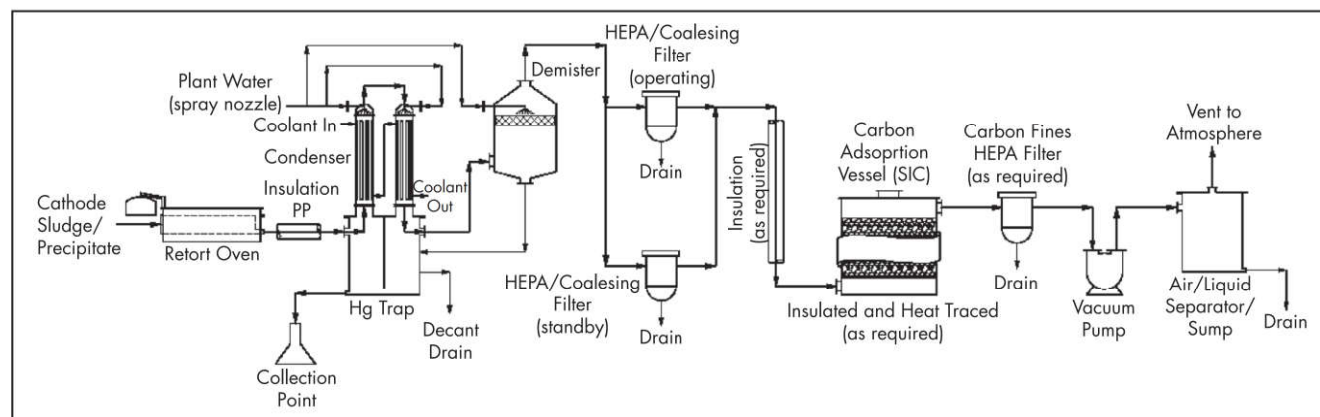 Plant Water
(spray nozzle)
Coolant In
Condenser
Insulation
PP
Cathode
Sludge/
Precipitate
Retort Oven
Hg Trap
Collection
Point
Decant
Drain
Coolant
Out
Demister
HEPA/Coalesing
Filter
(operating)
Drain
HEPA/Coalesing
Filter
(standby)
Drain
Insulation
(as required)
Carbon
Adsoprtion
Vessel (SIC)
Insulated and Heat Traced
(as required)
Carbon Fines
HEPA Filter
(as required)
Drain
Vacuum
Pump
Vent to
Atmosphere
Air/Liquid
Separator/
Sump
Drain